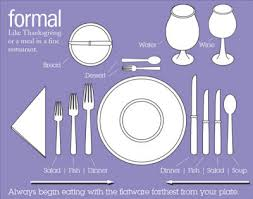 formal
Like Thanksgiving
or a meal in a fine
restaurant.
Bread
Dessert
Water
Wine
Salad | Fish | Dinner
Dinner | Fish | Salad | Soup
Always begin eating with the flatware farthest from your plate.